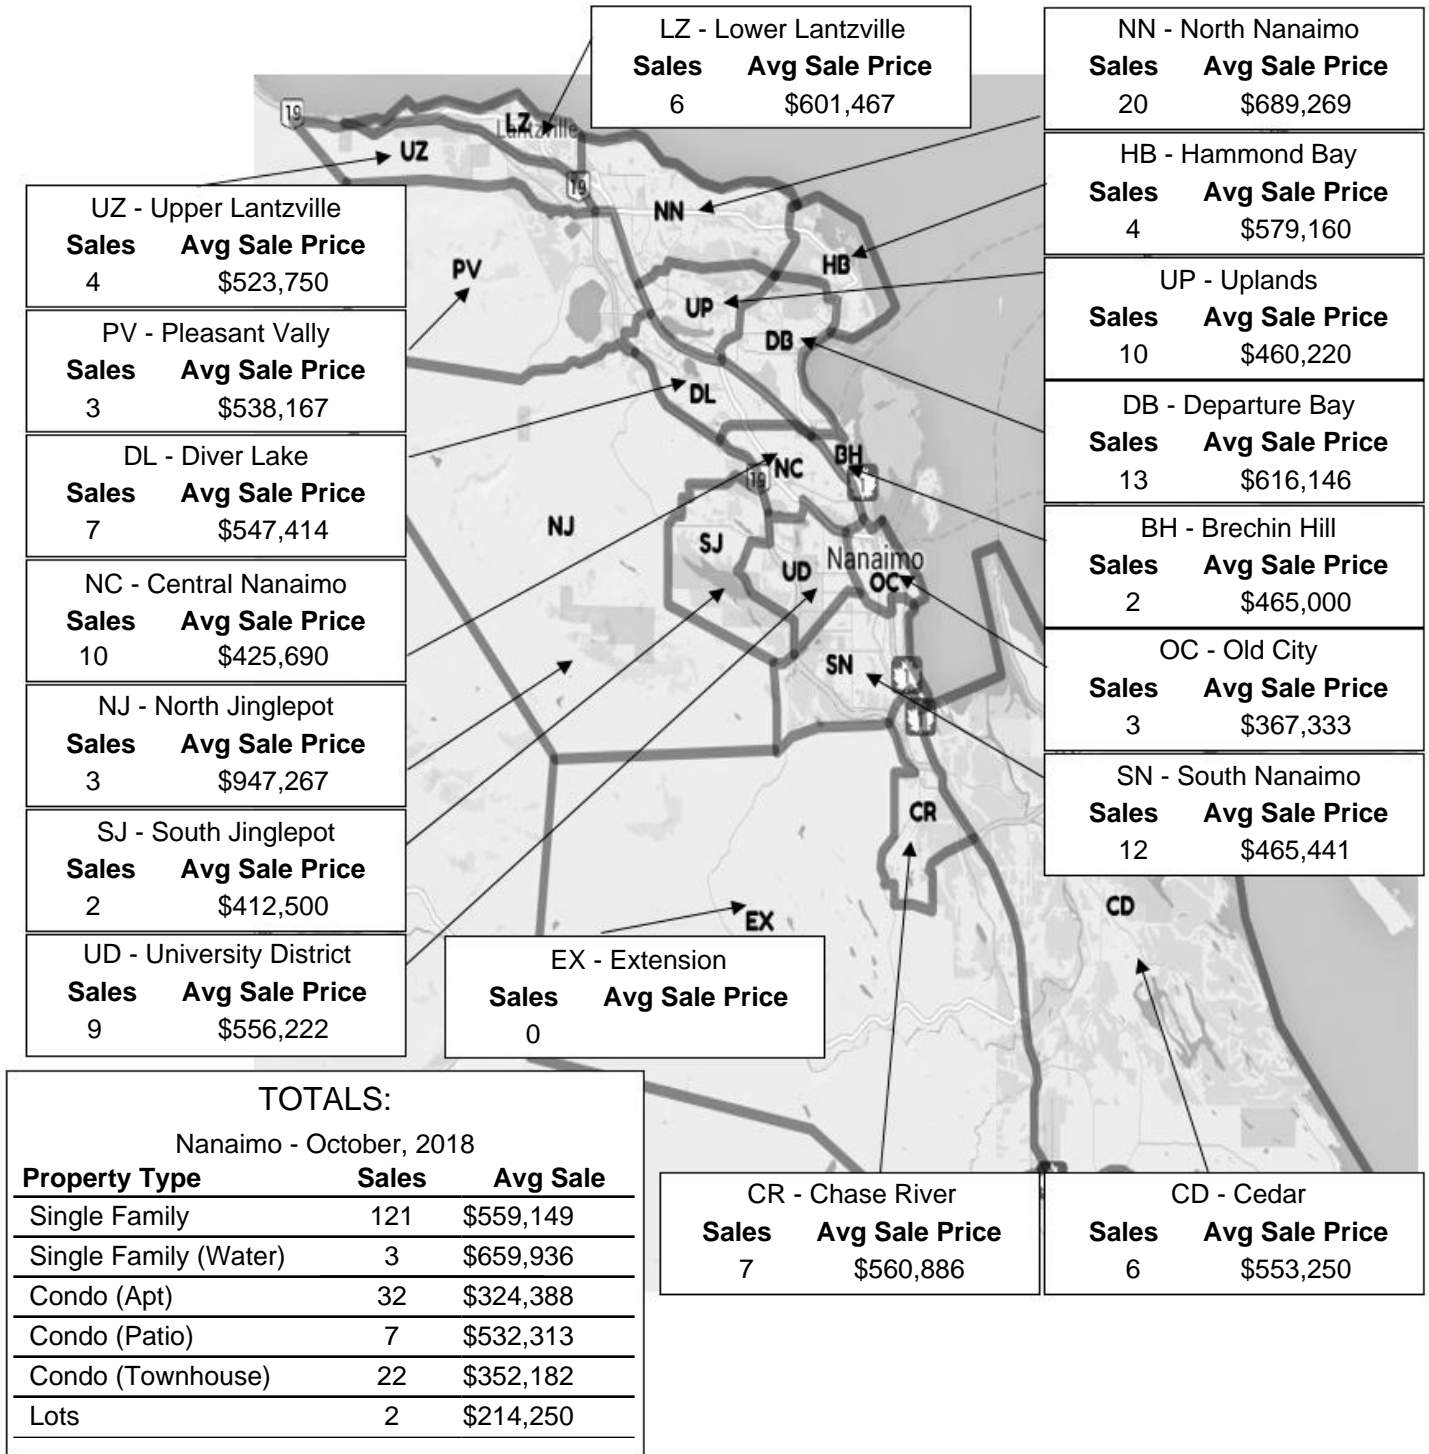 LZ - Lower Lantzville
Sales Avg Sale Price
6 $601,467
NN - North Nanaimo
Sales Avg Sale Price
20 $689,269
HB - Hammond Bay
Sales Avg Sale Price
4 $579,160
UP - Uplands
Sales Avg Sale Price
10 $460,220
DB - Departure Bay
Sales Avg Sale Price
13 $616,146
BH - Brechin Hill
Sales Avg Sale Price
2 $465,000
OC - Old City
Sales Avg Sale Price
3 $367,333
SN - South Nanaimo
Sales Avg Sale Price
12 $465,441
UZ - Upper Lantzville
Sales Avg Sale Price
4 $523,750
PV - Pleasant Vally
Sales Avg Sale Price
3 $538,167
DL - Diver Lake
Sales Avg Sale Price
7 $547,414
NC - Central Nanaimo
Sales Avg Sale Price
10 $425,690
NJ - North Jinglepot
Sales Avg Sale Price
3 $947,267
SJ - South Jinglepot
Sales Avg Sale Price
2 $412,500
UD - University District
Sales Avg Sale Price
9 $556,222
EX - Extension
Sales Avg Sale Price
0
CR - Chase River
Sales Avg Sale Price
7 $560,886
CD - Cedar
Sales Avg Sale Price
6 $553,250
19
LZ
Lantzville
UZ
19
NN
PV
HB
UP
DB
DL
BH
NC
19
1
NJ
SJ
UD
Nanaimo
OC
SN
CR
EX
CD
TOTALS:
Nanaimo - October, 2018
Property Type Sales Avg Sale
Single Family 121 $559,149
Single Family (Water) 3 $659,936
Condo (Apt) 32 $324,388
Condo (Patio) 7 $532,313
Condo (Townhouse) 22 $352,182
Lots 2 $214,250